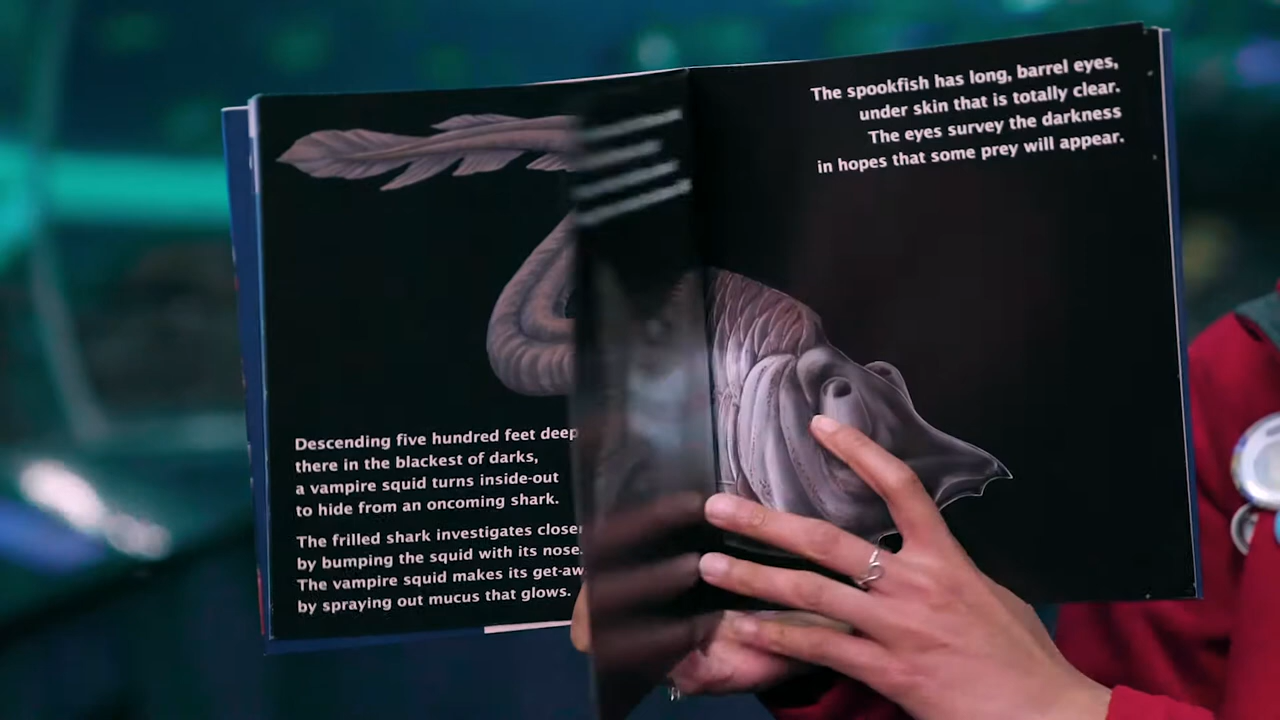 Descending five hundred feet deep
there in the blackest of darks,
a vampire squid turns inside-out
to hide from an oncoming shark.
The frilled shark investigates closer
by bumping the squid with its nose.
The vampire squid makes its get-aw
by spraying out mucus that glows.
The spookfish has long, barrel eyes,
under skin that is totally clear.
The eyes survey the darkness
in hopes that some prey will appear.